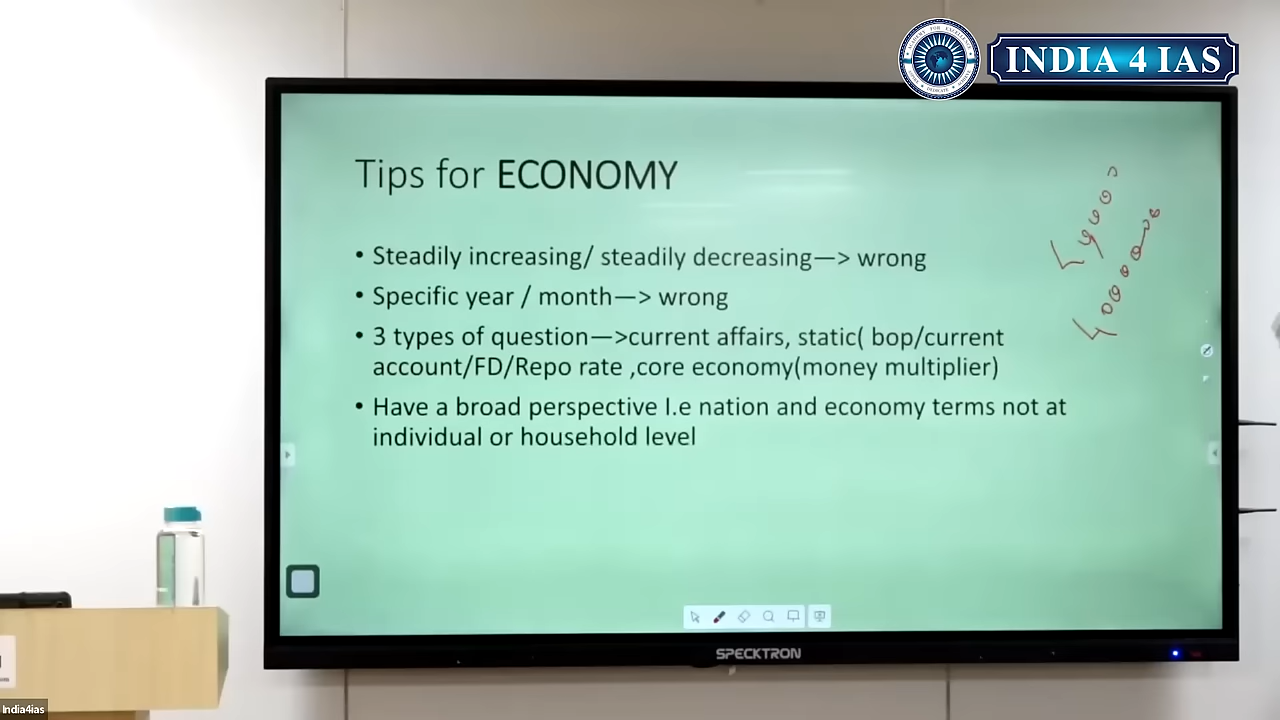 INDIA 4 IAS
Tips for ECONOMY
• Steadily increasing/ steadily decreasing—> wrong
• Specific year / month—> wrong
• 3 types of question—>current affairs, static( bop/current
account/FD/Repo rate ,core economy(money multiplier)
• Have a broad perspective I.e nation and economy terms not at
individual or household level
SPECKTRON
India4ias